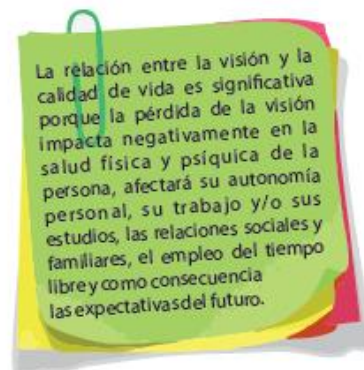 La relación entre la visión y la
calidad de vida es significativa
porque la pérdida de la visión
impacta negativamente en la
salud física y psíquica de la
persona, afectará su autonomía
personal, su trabajo y/o sus
estudios, las relaciones sociales y
familiares, el empleo del tiempo
libre y como consecuencia
las expectativas del futuro.